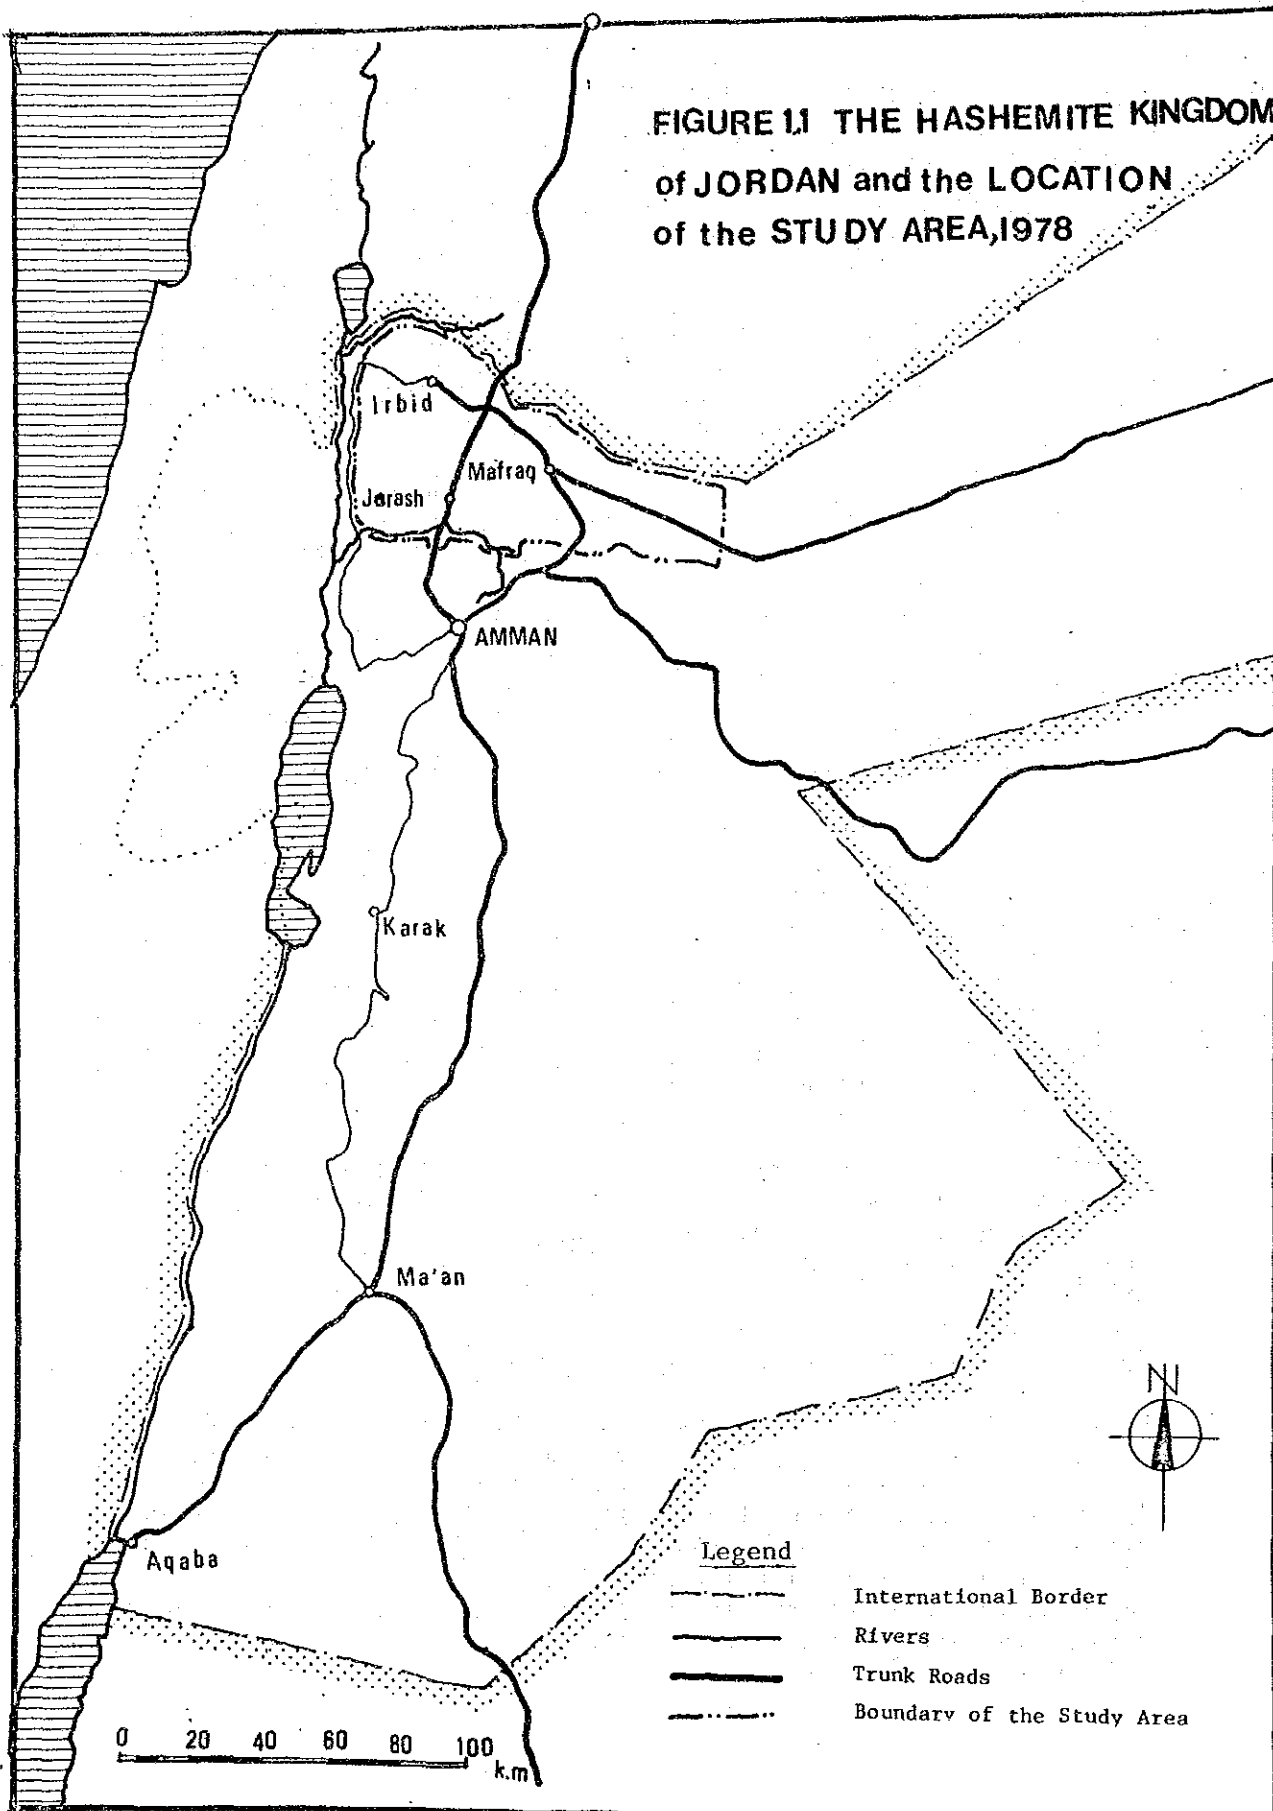 FIGURE 1.1 THE HASHEMITE KINGDOM
of JORDAN and the LOCATION
of the STUDY AREA,1978
Irbid
Mafraq
Jarash
AMMAN
Karak
Ma'an
N
Aqaba
Legend
International Border
Rivers
Trunk Roads
Boundary of the Study Area
0 20 40 60 80 100
k.m